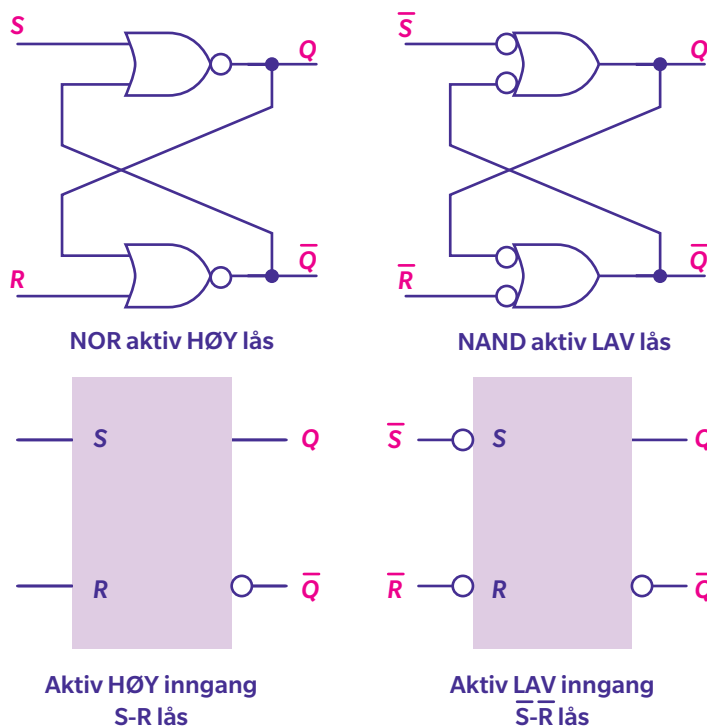 S
Q
R
Q̅
NOR aktiv HØY lås
S̅
Q
R̅
Q̅
NAND aktiv LAV lås
S
Q
R
Q̅
Aktiv HØY inngang
S-R lås
S̅
S
Q
R̅
R
Q̅
Aktiv LAV inngang
S̅-R̅ lås